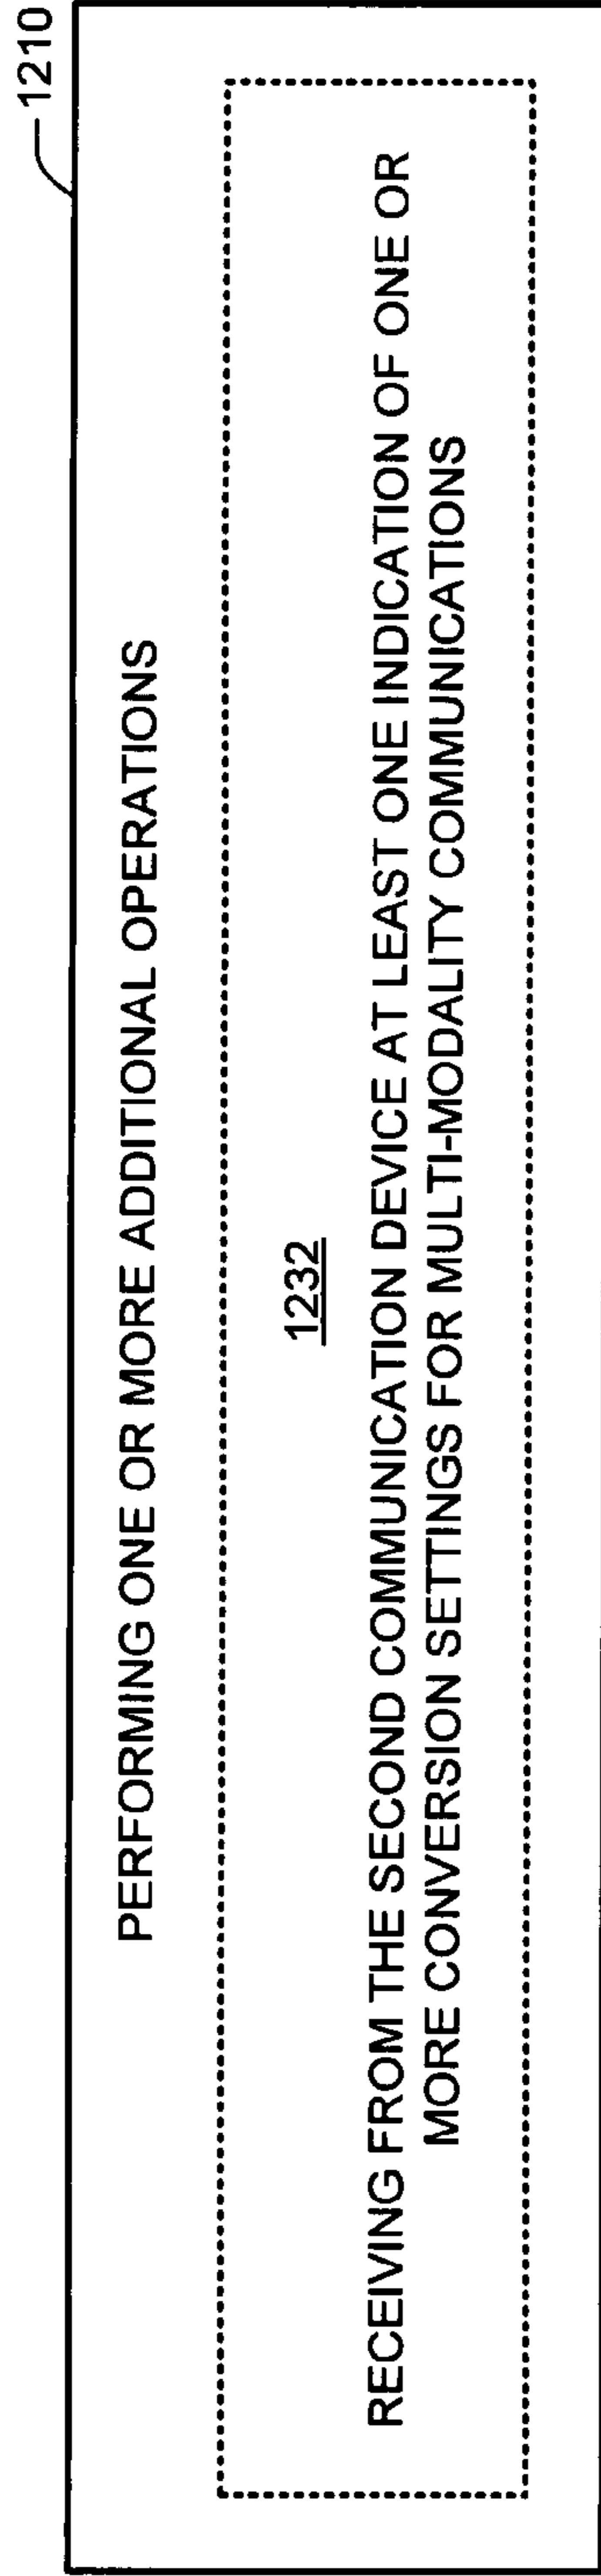 1210
PERFORMING ONE OR MORE ADDITIONAL OPERATIONS
1232
RECEIVING FROM THE SECOND COMMUNICATION DEVICE AT LEAST ONE INDICATION OF ONE OR
MORE CONVERSION SETTINGS FOR MULTI-MODALITY COMMUNICATIONS